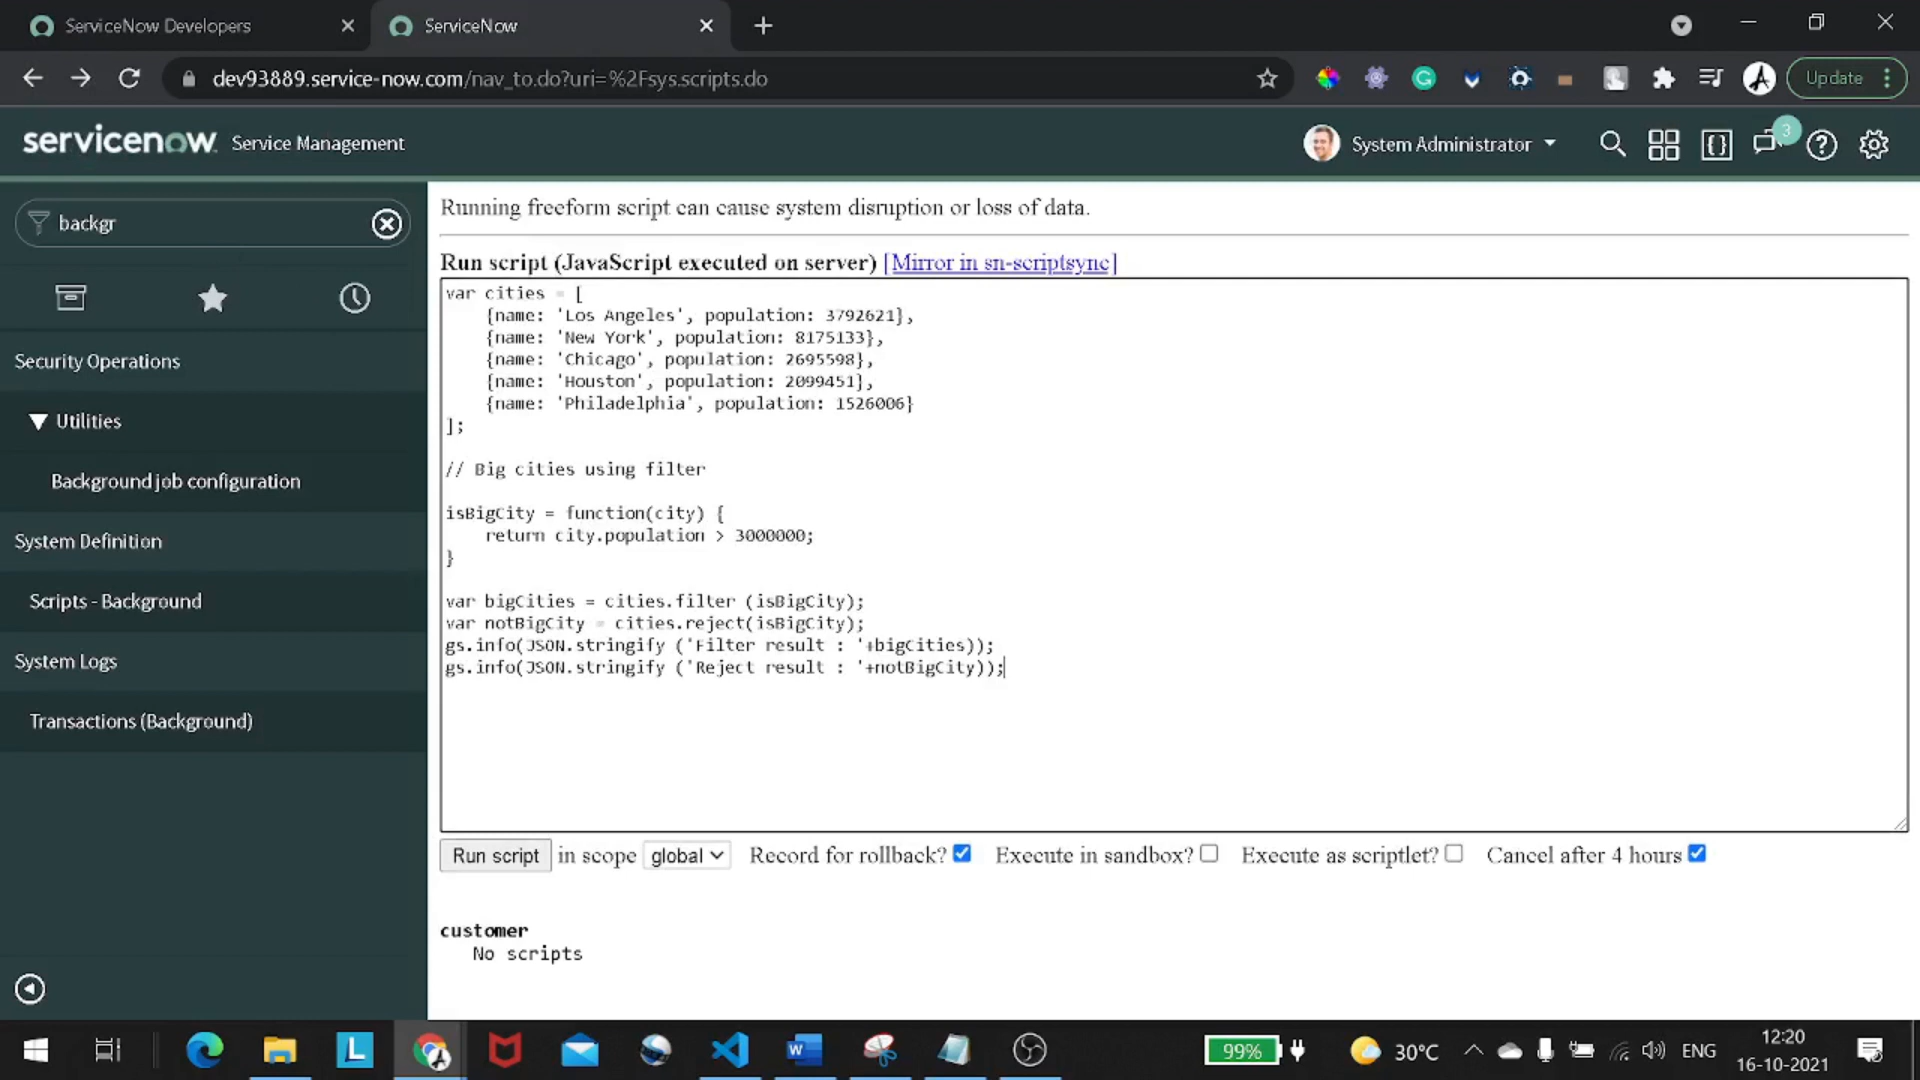 ServiceNow Developers
ServiceNow
dev93889.service-now.com/nav_to.do?uri=%2Fsys.scripts.do
Update
servicenow Service Management
System Administrator
3
backgr
Security Operations
Utilities
Background job configuration
System Definition
Scripts - Background
System Logs
Transactions (Background)
Running freeform script can cause system disruption or loss of data.
Run script (JavaScript executed on server) [Mirror in sn-scriptsync]
var cities = [
{name: 'Los Angeles', population: 3792621},
{name: 'New York', population: 8175133},
{name: 'Chicago', population: 2695598},
{name: 'Houston', population: 2099451},
{name: 'Philadelphia', population: 1526006}
];
// Big cities using filter
isBigCity = function(city) {
return city.population > 3000000;
}
var bigCities = cities.filter (isBigCity);
var notBigCity = cities.reject(isBigCity);
gs.info(JSON.stringify ('Filter result : '+bigCities));
gs.info(JSON.stringify ('Reject result : '+notBigCity));
Run script in scope global Record for rollback? Execute in sandbox? Execute as scriptlet? Cancel after 4 hours
customer
No scripts
99%
30°C
ENG
12:20
16-10-2021